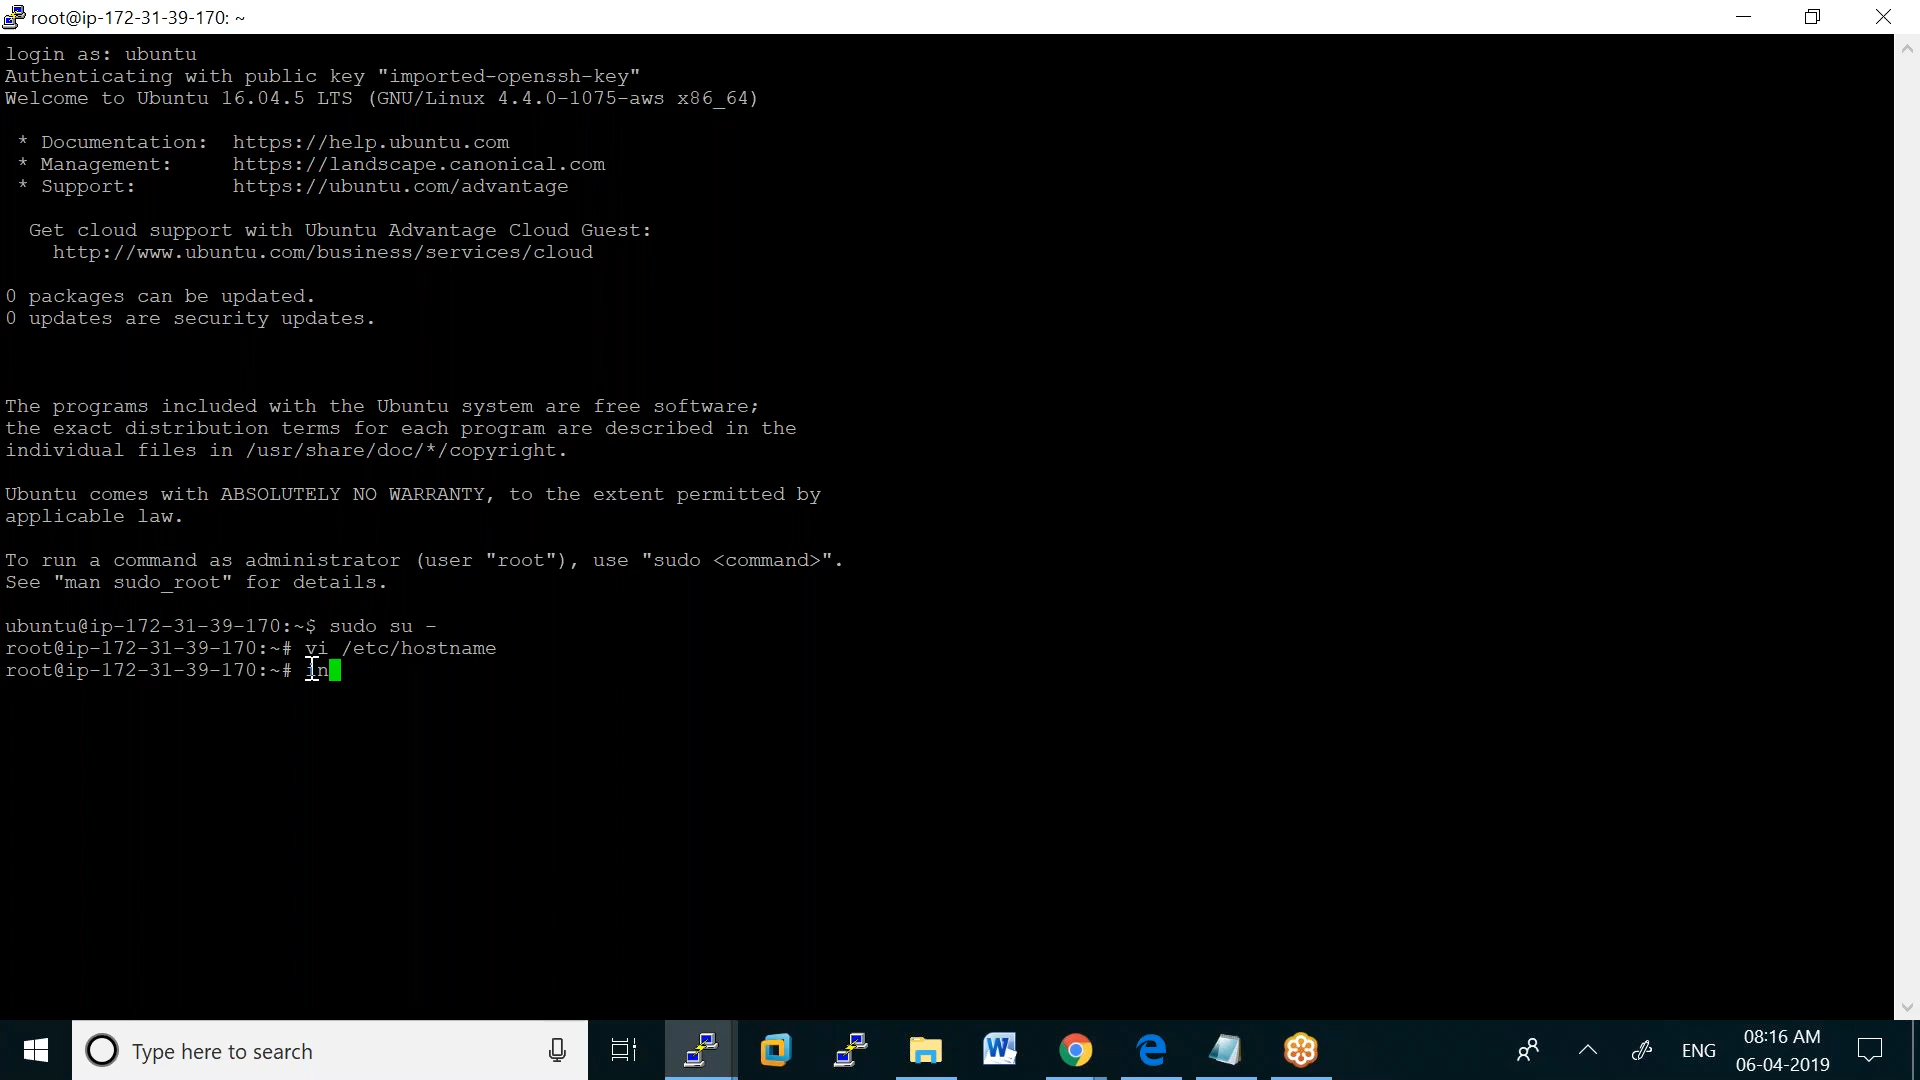 root@ip-172-31-39-170: ~
login as: ubuntu
Authenticating with public key "imported-openssh-key"
Welcome to Ubuntu 16.04.5 LTS (GNU/Linux 4.4.0-1075-aws x86_64)
* Documentation: https://help.ubuntu.com
* Management: https://landscape.canonical.com
* Support: https://ubuntu.com/advantage
Get cloud support with Ubuntu Advantage Cloud Guest:
http://www.ubuntu.com/business/services/cloud
0 packages can be updated.
0 updates are security updates.
The programs included with the Ubuntu system are free software;
the exact distribution terms for each program are described in the
individual files in /usr/share/doc/*/copyright.
Ubuntu comes with ABSOLUTELY NO WARRANTY, to the extent permitted by
applicable law.
To run a command as administrator (user "root"), use "sudo <command>".
See "man sudo_root" for details.
ubuntu@ip-172-31-39-170:~$ sudo su -
root@ip-172-31-39-170:~# vi /etc/hostname
root@ip-172-31-39-170:~# in
Type here to search
ENG
08:16 AM
06-04-2019